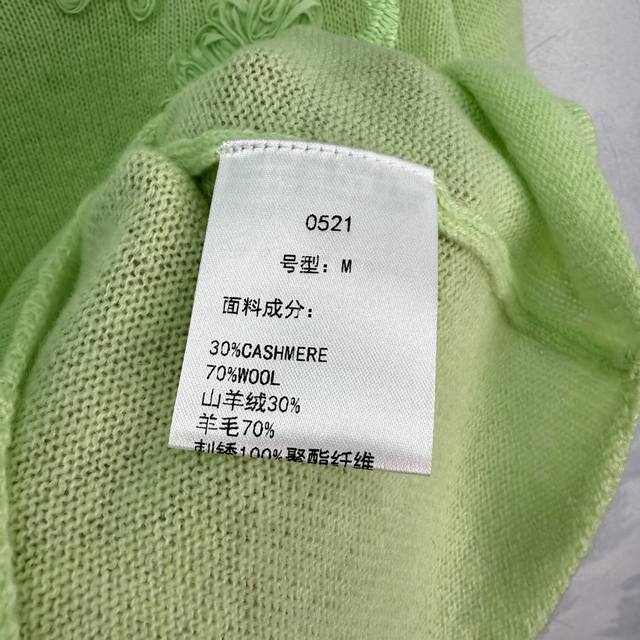 0521
号型：M
面料成分：
30%CASHMERE
70%WOOL
山羊绒30%
羊毛70%
刺绣100%聚酯纤维